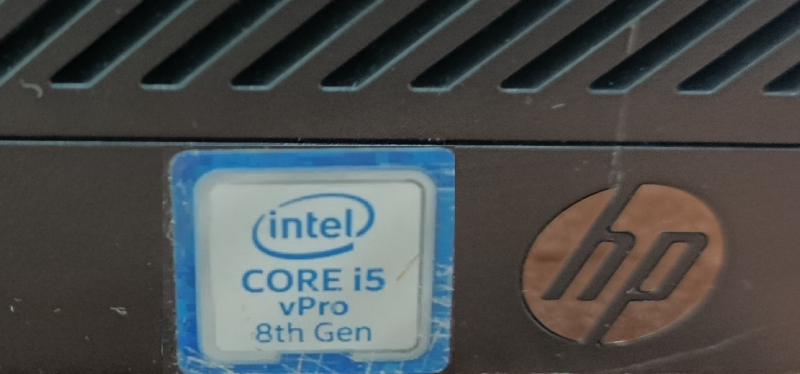 intel
CORE i5
vPro
8th Gen
hp